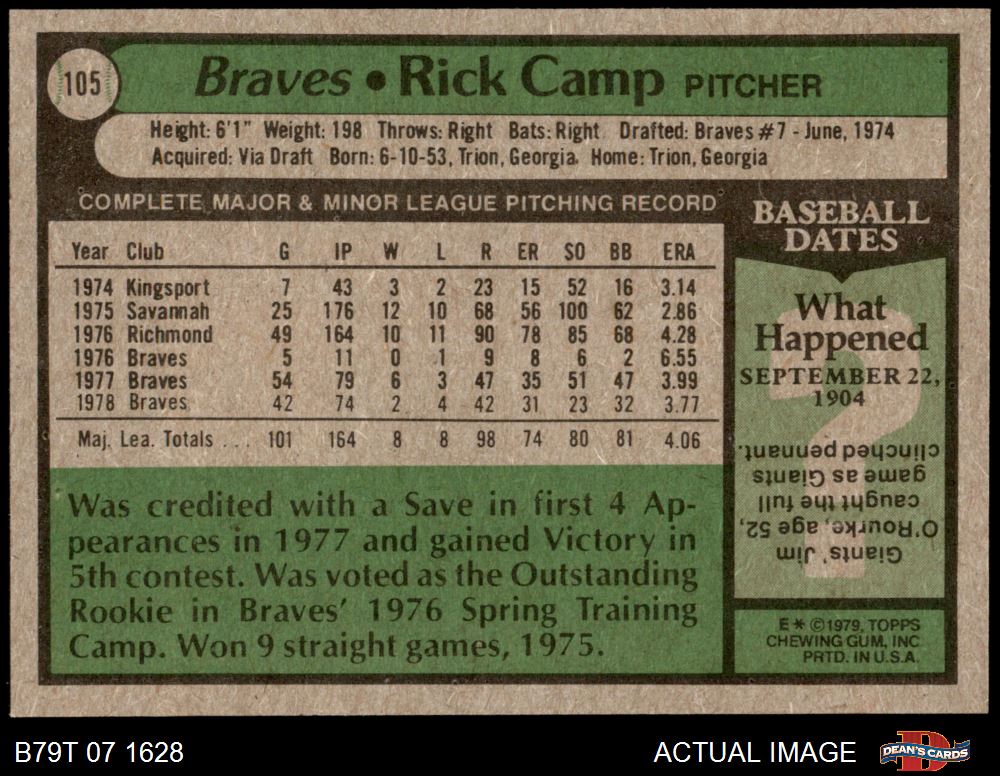 105
Braves • Rick Camp PITCHER
Height: 6'1" Weight: 198 Throws: Right Bats: Right Drafted: Braves #7 - June, 1974
Acquired: Via Draft Born: 6-10-53, Trion, Georgia. Home: Trion, Georgia
COMPLETE MAJOR & MINOR LEAGUE PITCHING RECORD
Year Club G IP W L R ER SO BB ERA
1974 Kingsport 7 43 3 2 23 15 52 16 3.14
1975 Savannah 25 176 12 10 68 56 100 62 2.86
1976 Richmond 49 164 10 11 90 78 85 68 4.28
1976 Braves 5 11 0 1 9 8 6 2 6.55
1977 Braves 54 79 6 3 47 35 51 47 3.99
1978 Braves 42 74 2 4 42 31 23 32 3.77
Maj. Lea. Totals ... 101 164 8 8 98 74 80 81 4.06
Was credited with a Save in first 4 Ap-
pearances in 1977 and gained Victory in
5th contest. Was voted as the Outstanding
Rookie in Braves' 1976 Spring Training
Camp. Won 9 straight games, 1975.
BASEBALL
DATES
What
Happened
SEPTEMBER 22,
1904
Giants' Jim
O'Rourke, age 52,
caught the full
game as Giants
clinched pennant.
E * ©1979, TOPPS
CHEWING GUM, INC
PRTD. IN U.S.A.
B79T 07 1628
ACTUAL IMAGE
D
DEAN'S CARDS